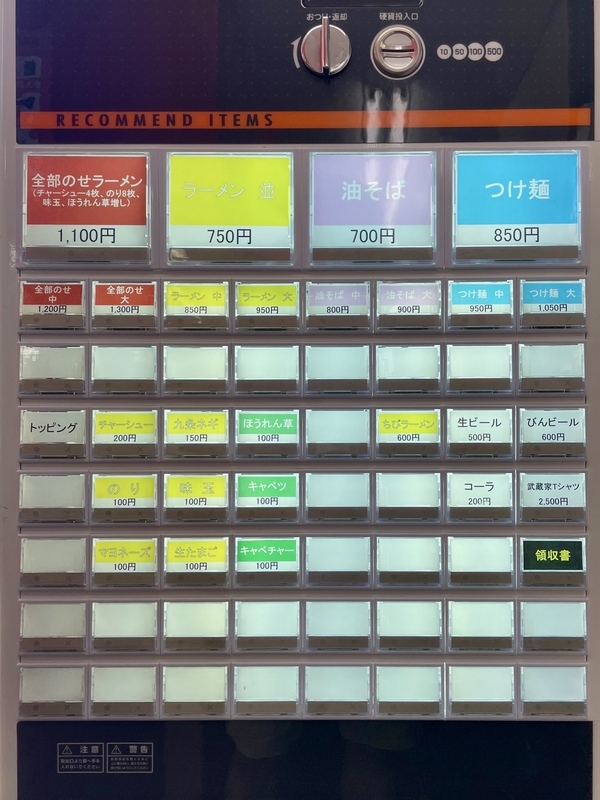 おつり・返却 硬貨投入口
10 50 100 500
RECOMMEND ITEMS
全部のせラーメン
(チャーシュー4枚、のり8枚、
味玉、ほうれん草増し)
1,100円
ラーメン 並
750円
油そば
700円
つけ麺
850円
全部のせ
中
1,200円
全部のせ
大
1,300円
ラーメン 中
850円
ラーメン 大
950円
油そば 中
800円
油そば 大
900円
つけ麺 中
950円
つけ麺 大
1,050円
トッピング
チャーシュー
200円
九条ネギ
150円
ほうれん草
100円
ちびラーメン
600円
生ビール
500円
びんビール
600円
のり
100円
味玉
100円
キャベツ
100円
コーラ
200円
武蔵家Tシャツ
2,500円
マヨネーズ
100円
生たまご
100円
キャベチャー
100円
領収書
注意
警告